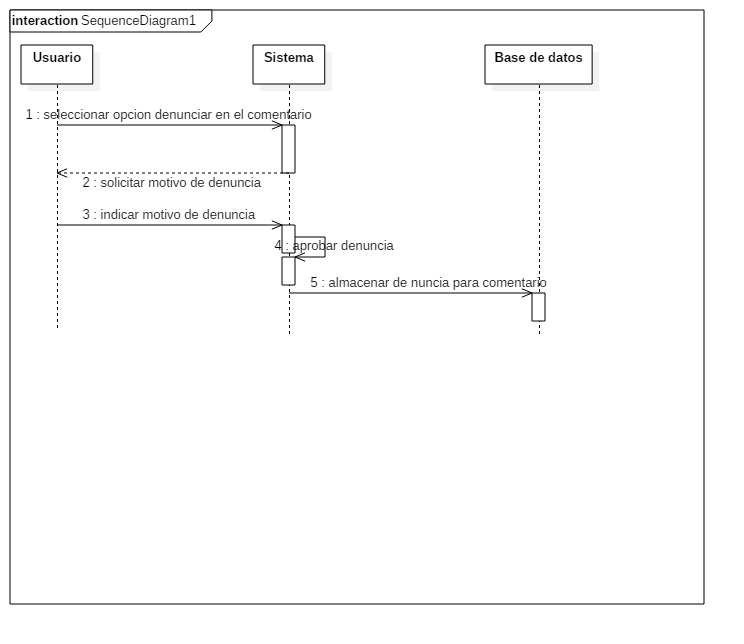 interaction SequenceDiagram1
Usuario
Sistema
Base de datos
1 : seleccionar opcion denunciar en el comentario
2 : solicitar motivo de denuncia
3 : indicar motivo de denuncia
4 : aprobar denuncia
5 : almacenar de nuncia para comentario